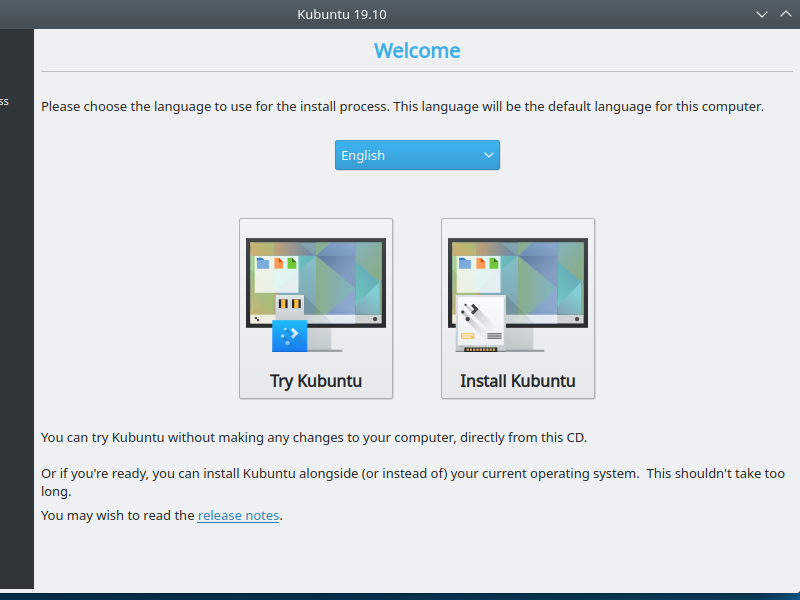 Kubuntu 19.10
Welcome
ss
Please choose the language to use for the install process. This language will be the default language for this computer.
English
Try Kubuntu
Install Kubuntu
You can try Kubuntu without making any changes to your computer, directly from this CD.
Or if you're ready, you can install Kubuntu alongside (or instead of) your current operating system.  This shouldn't take too
long.
You may wish to read the release notes.